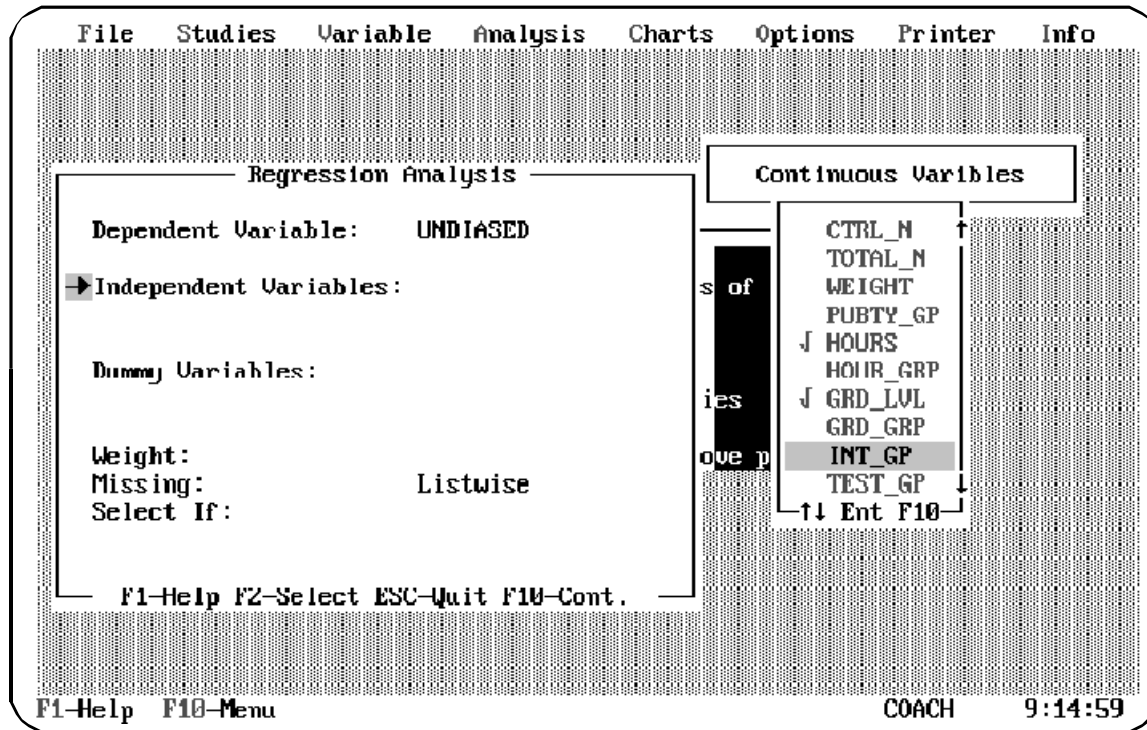 File Studies Variable Analysis Charts Options Printer Info
Regression Analysis
Dependent Variable: UNDIASED
Independent Variables:
Dummy Variables:
Weight:
Missing: Listwise
Select If:
F1-Help F2-Select ESC-Quit F10-Cont.
s of
ies
ove p
Continuous Varibles
CTRL_N ↑
TOTAL_N
WEIGHT
PUBTY_GP
√ HOURS
HOUR_GRP
√ GRD_LVL
GRD_GRP
INT_GP
TEST_GP ↓
↑↓ Ent F10
F1-Help F10-Menu COACH 9:14:59